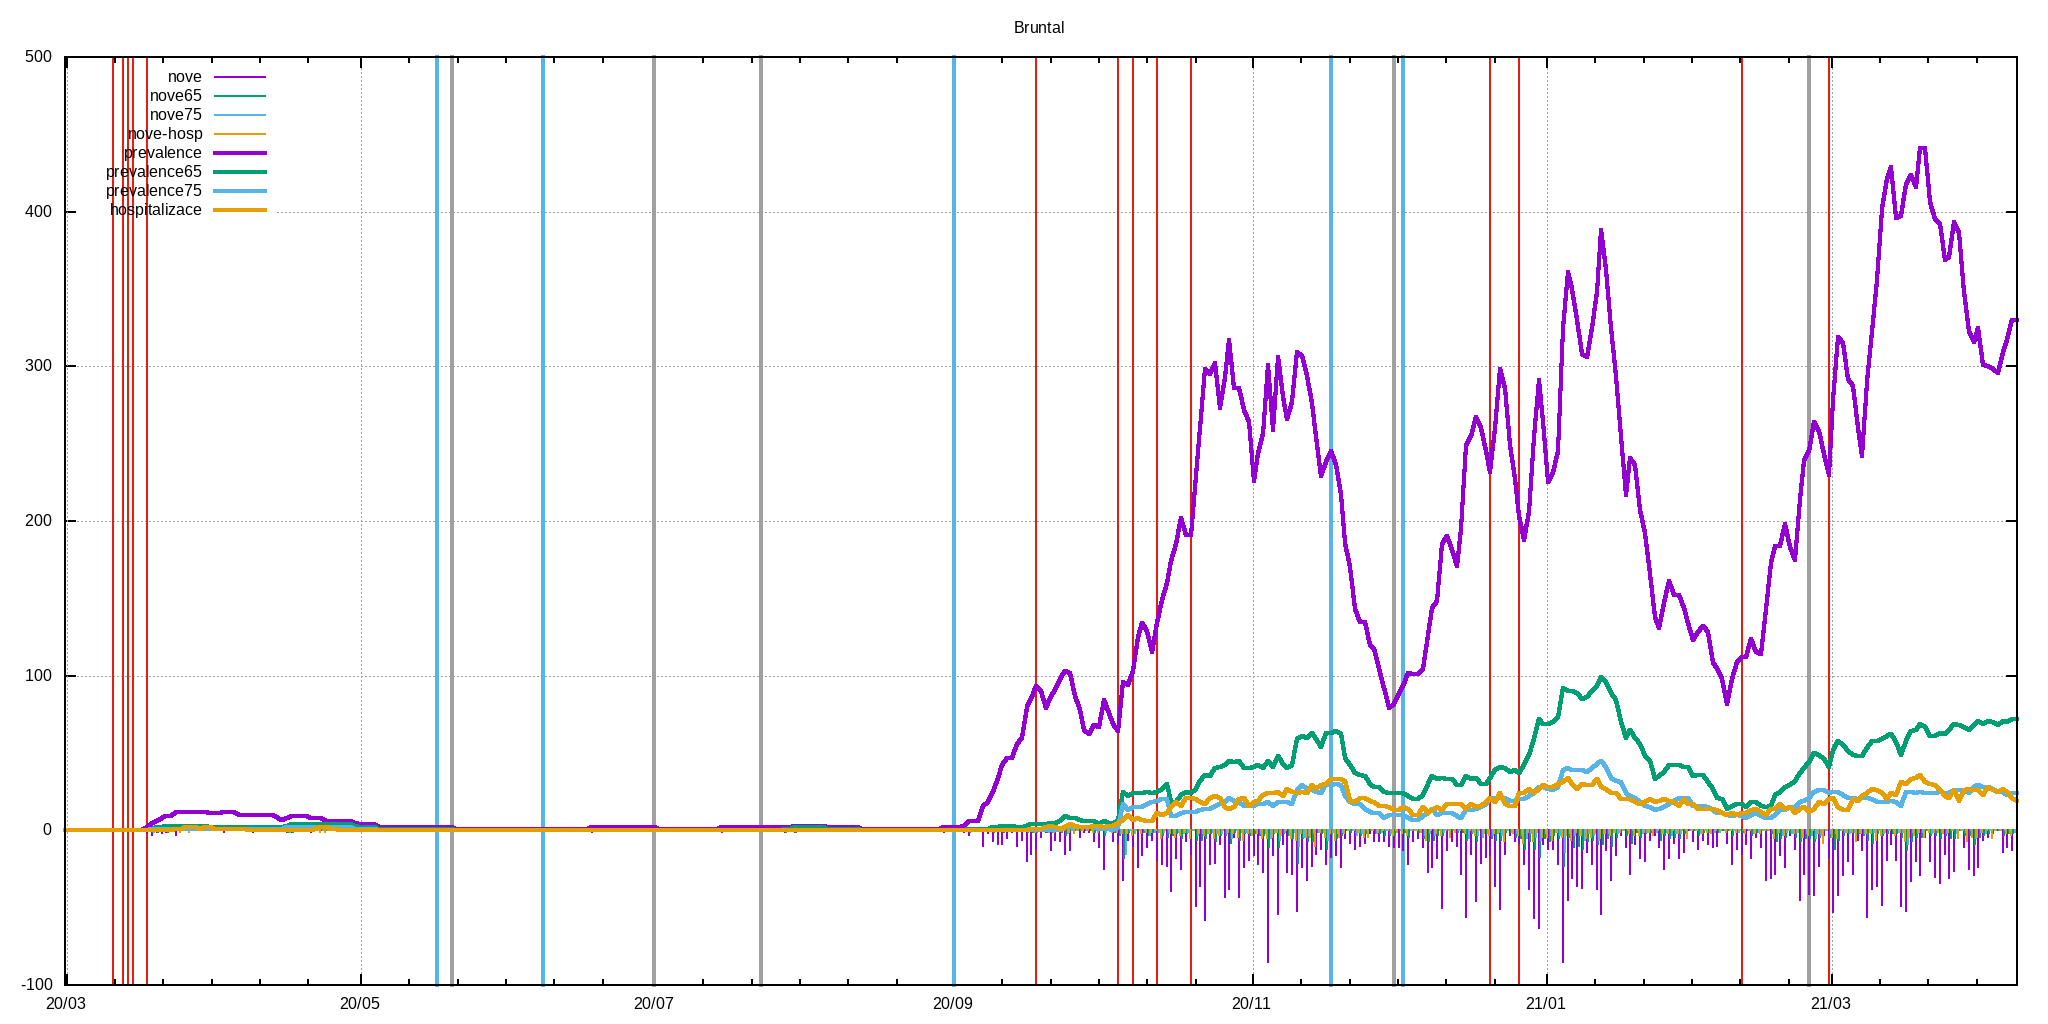 Bruntal
500
nove
nove65
nove75
nove-hosp
prevalence
prevalence65
prevalence75
hospitalizace
400
300
200
100
0
-100
20/03 20/05 20/07 20/09 20/11 21/01 21/03